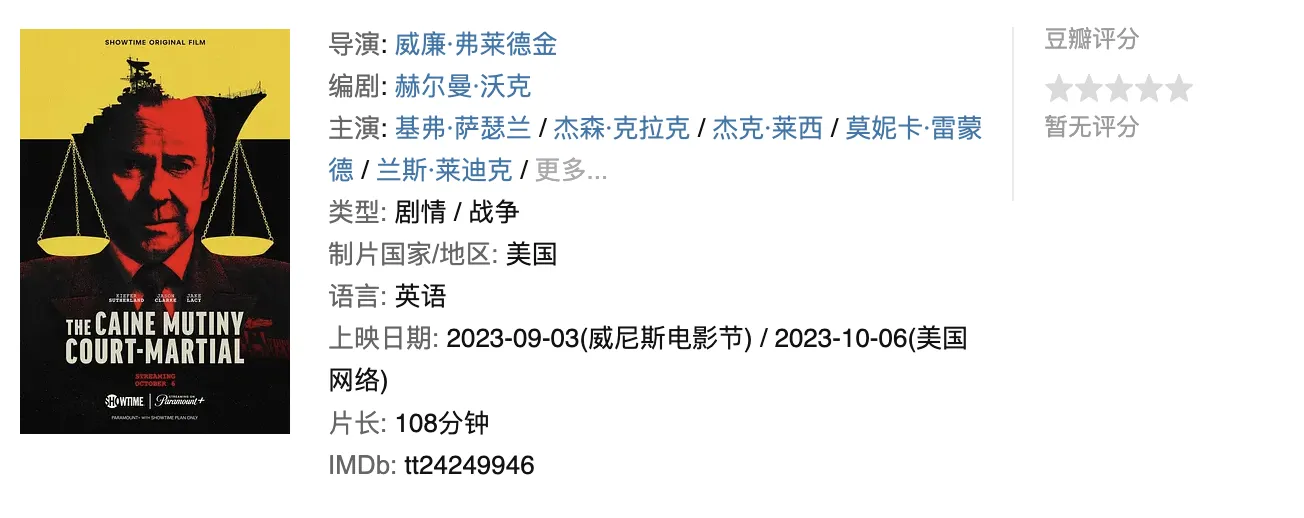 SHOWTIME ORIGINAL FILM
KIEFER SUTHERLAND JASON CLARKE JAKE LACY
THE CAINE MUTINY
COURT-MARTIAL
STREAMING
OCTOBER 6
SHOWTIME | STREAMING ON Paramount+
PARAMOUNT+ WITH SHOWTIME PLAN ONLY
导演: 威廉·弗莱德金
编剧: 赫尔曼·沃克
主演: 基弗·萨瑟兰 / 杰森·克拉克 / 杰克·莱西 / 莫妮卡·雷蒙
德 / 兰斯·莱迪克 / 更多...
类型: 剧情 / 战争
制片国家/地区: 美国
语言: 英语
上映日期: 2023-09-03(威尼斯电影节) / 2023-10-06(美国
网络)
片长: 108分钟
IMDb: tt24249946
豆瓣评分
暂无评分